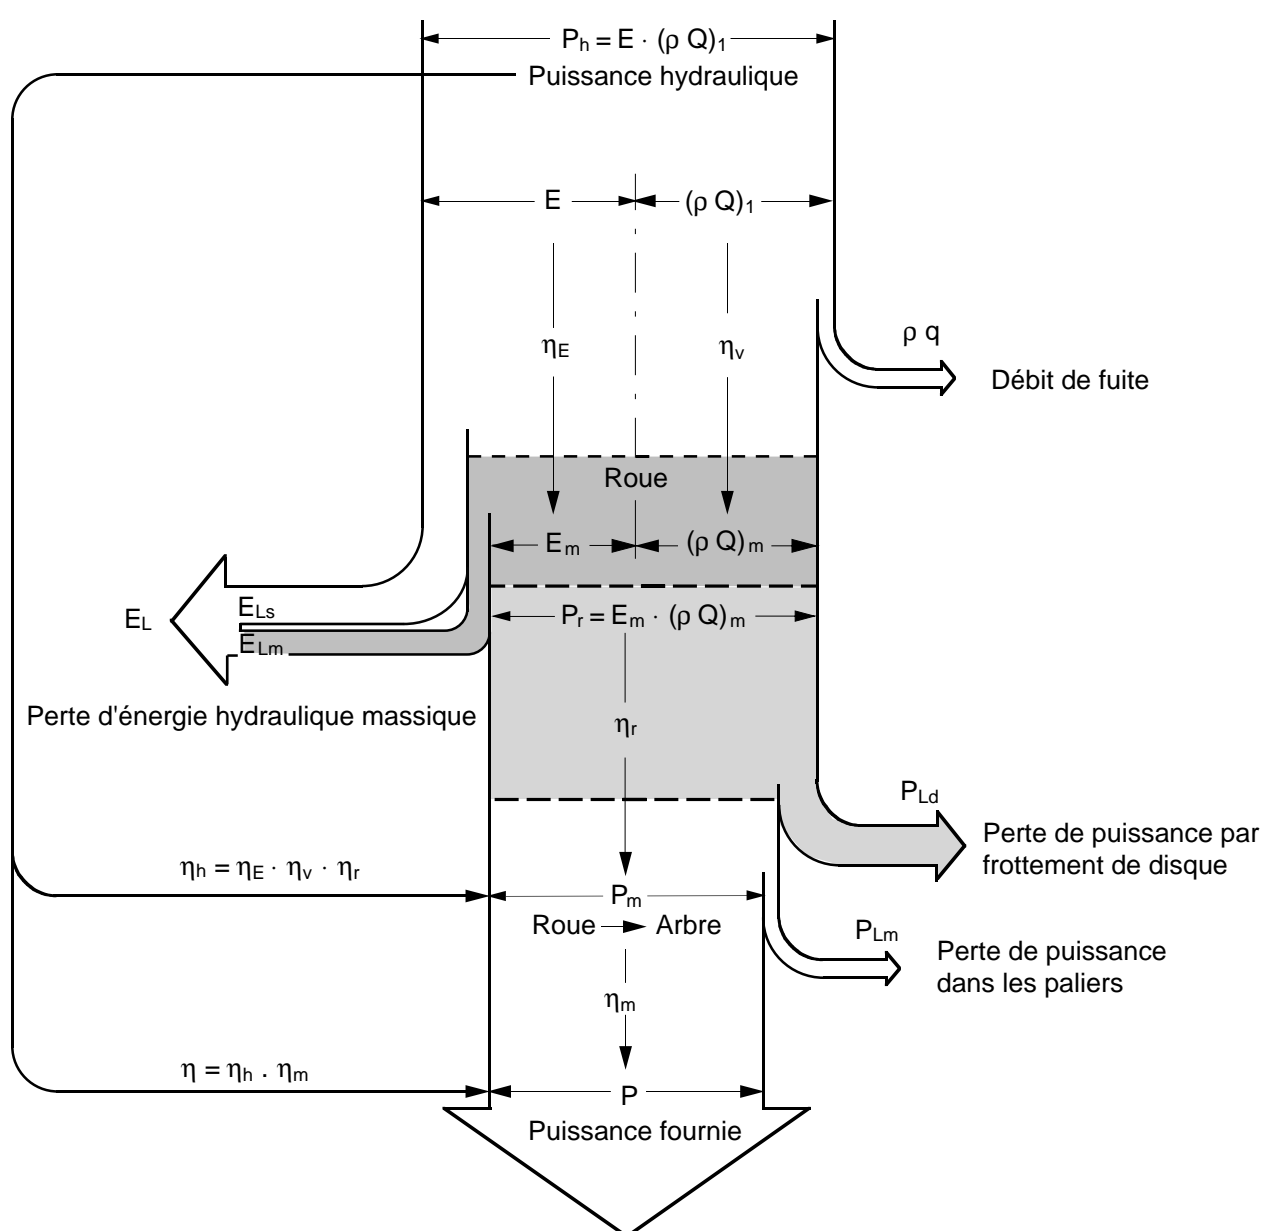 P_h = E · (ρ Q)_1
Puissance hydraulique
E
(ρ Q)_1
η_E
η_v
ρ q
Débit de fuite
Roue
E_m
(ρ Q)_m
E_L
E_Ls
P_r = E_m · (ρ Q)_m
E_Lm
Perte d'énergie hydraulique massique
η_r
P_Ld
Perte de puissance par
frottement de disque
η_h = η_E · η_v · η_r
P_m
Roue
Arbre
P_Lm
Perte de puissance
dans les paliers
η_m
η = η_h . η_m
P
Puissance fournie